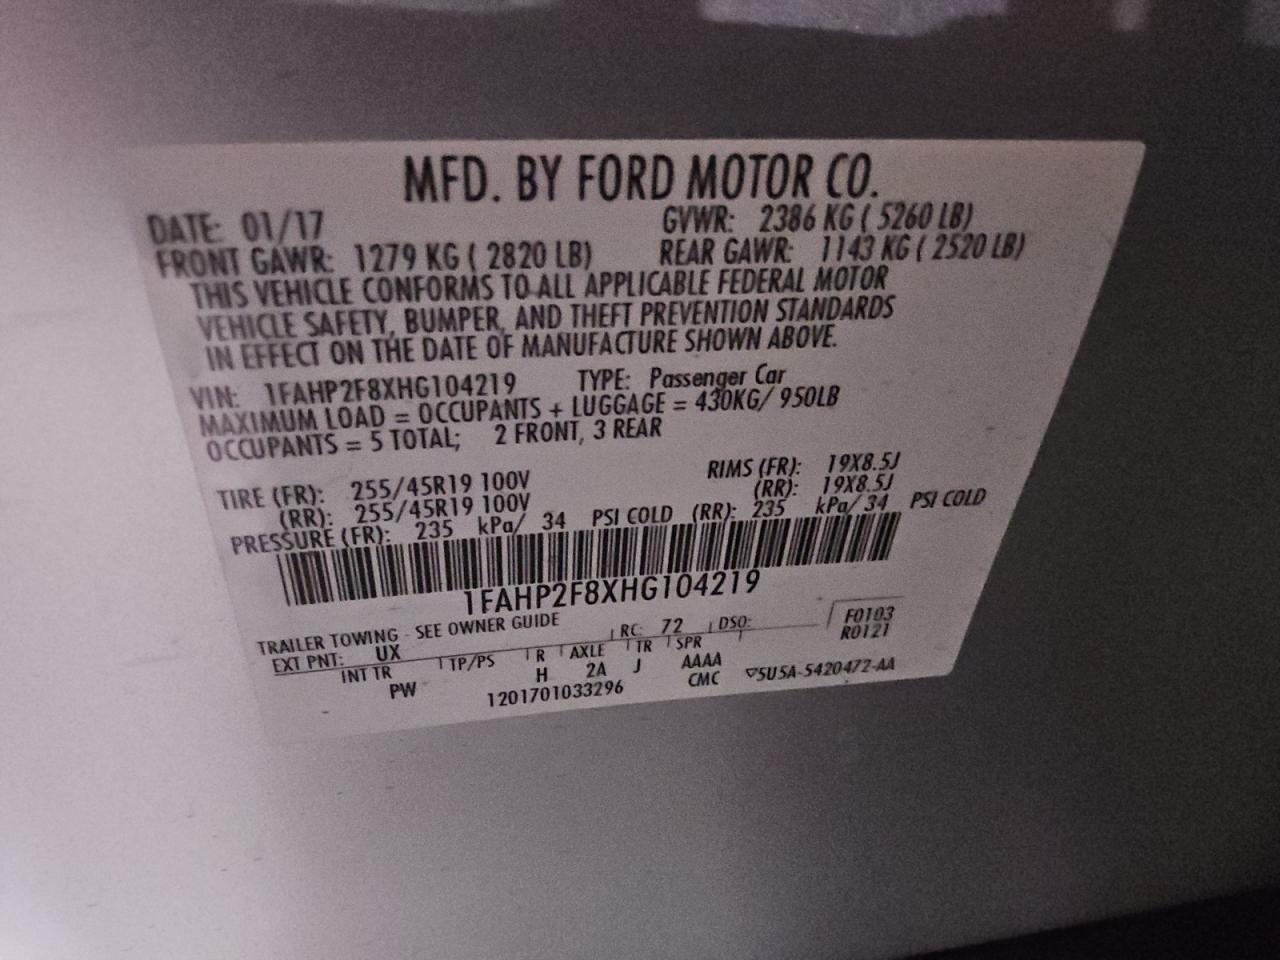 MFD. BY FORD MOTOR CO.
DATE: 01/17 GVWR: 2386 KG ( 5260 LB)
FRONT GAWR: 1279 KG ( 2820 LB) REAR GAWR: 1143 KG ( 2520 LB)
THIS VEHICLE CONFORMS TO ALL APPLICABLE FEDERAL MOTOR
VEHICLE SAFETY, BUMPER, AND THEFT PREVENTION STANDARDS
IN EFFECT ON THE DATE OF MANUFACTURE SHOWN ABOVE.
VIN: 1FAHP2F8XHG104219 TYPE: Passenger Car
MAXIMUM LOAD = OCCUPANTS + LUGGAGE = 430KG/ 950LB
OCCUPANTS = 5 TOTAL; 2 FRONT, 3 REAR
TIRE (FR): 255/45R19 100V RIMS (FR): 19X8.5J
(RR): 255/45R19 100V (RR): 19X8.5J
PRESSURE (FR): 235 kPa/ 34 PSI COLD (RR): 235 kPa/ 34 PSI COLD
1FAHP2F8XHG104219
TRAILER TOWING - SEE OWNER GUIDE
EXT PNT: UX RC: 72 DSO: F0103
R0121
INT TR TP/PS R AXLE TR SPR
PW H 2A J AAAA
1201701033296 CMC ▽5U5A-5420472-AA